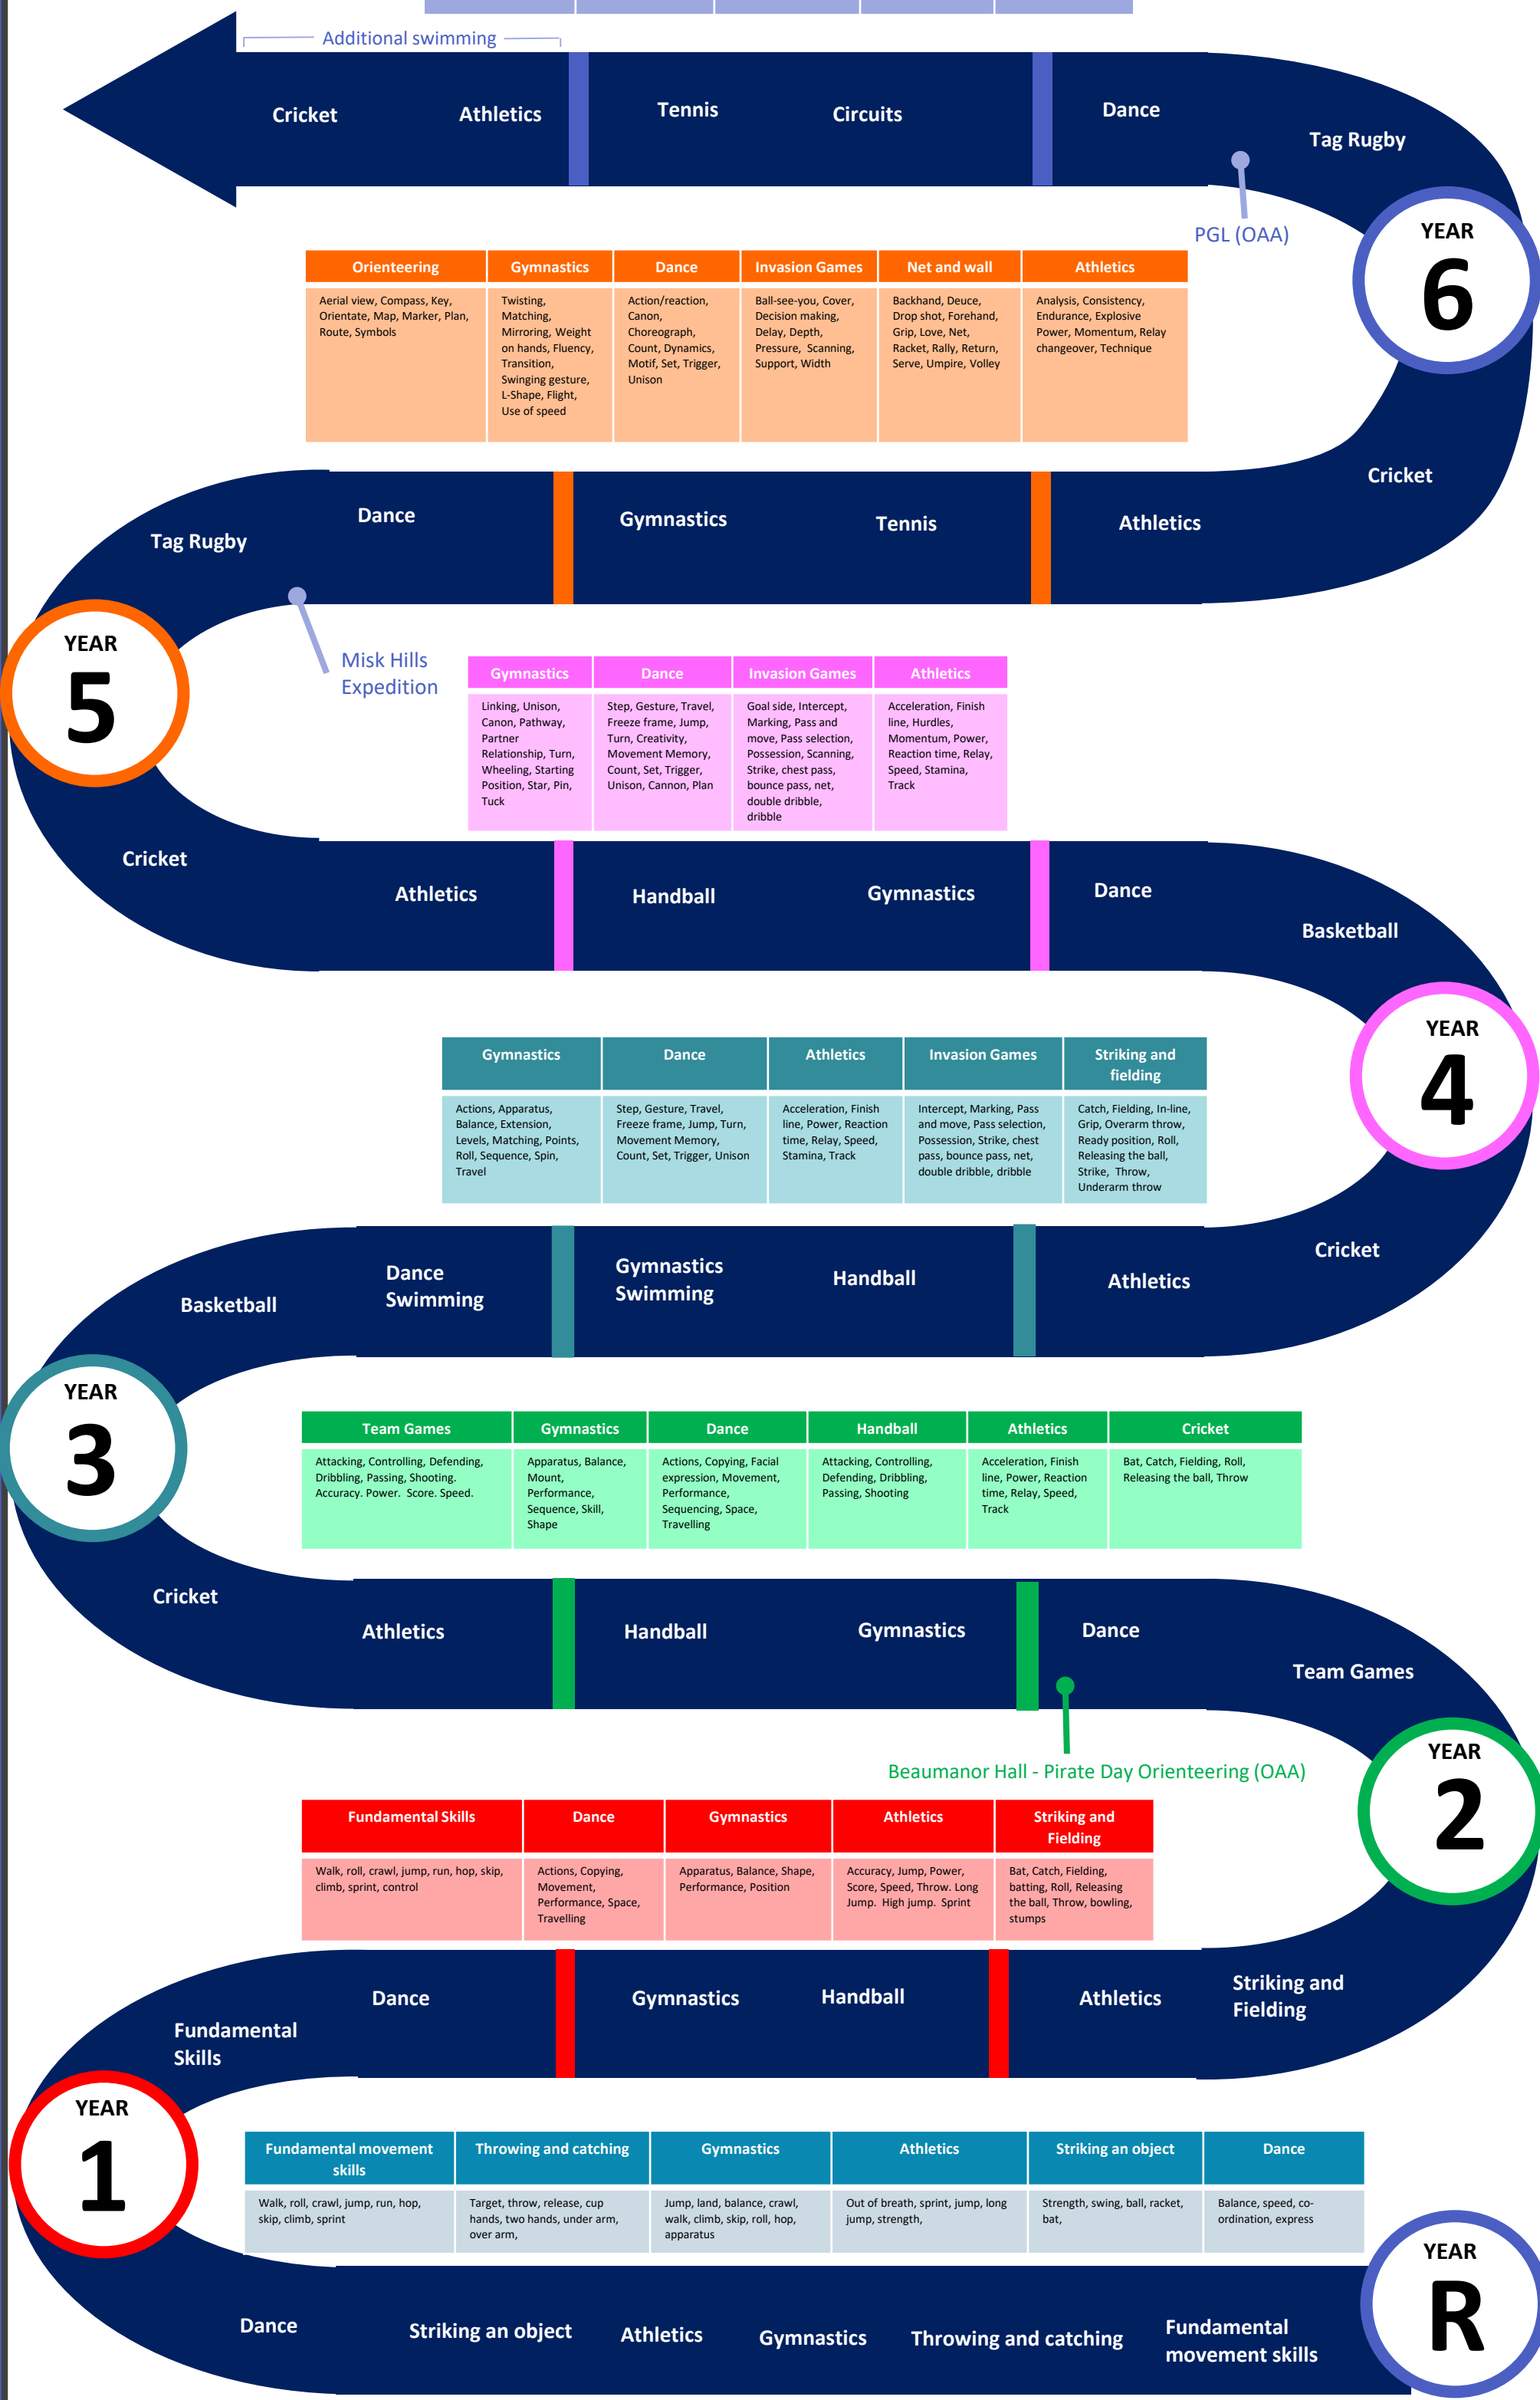 Additional swimming
Cricket
Athletics
Tennis
Circuits
Dance
Tag Rugby
PGL (OAA)
YEAR
6
Orienteering
Gymnastics
Dance
Invasion Games
Net and wall
Athletics
Aerial view, Compass, Key,
Orientate, Map, Marker, Plan,
Route, Symbols
Twisting,
Matching,
Mirroring, Weight
on hands, Fluency,
Transition,
Swinging gesture,
L-Shape, Flight,
Use of speed
Action/reaction,
Canon,
Choreograph,
Count, Dynamics,
Motif, Set, Trigger,
Unison
Ball-see-you, Cover,
Decision making,
Delay, Depth,
Pressure, Scanning,
Support, Width
Backhand, Deuce,
Drop shot, Forehand,
Grip, Love, Net,
Racket, Rally, Return,
Serve, Umpire, Volley
Analysis, Consistency,
Endurance, Explosive
Power, Momentum, Relay
changeover, Technique
Tag Rugby
Dance
Gymnastics
Tennis
Athletics
Cricket
YEAR
5
Misk Hills
Expedition
Gymnastics
Dance
Invasion Games
Athletics
Linking, Unison,
Canon, Pathway,
Partner
Relationship, Turn,
Wheeling, Starting
Position, Star, Pin,
Tuck
Step, Gesture, Travel,
Freeze frame, Jump,
Turn, Creativity,
Movement Memory,
Count, Set, Trigger,
Unison, Cannon, Plan
Goal side, Intercept,
Marking, Pass and
move, Pass selection,
Possession, Scanning,
Strike, chest pass,
bounce pass, net,
double dribble,
dribble
Acceleration, Finish
line, Hurdles,
Momentum, Power,
Reaction time, Relay,
Speed, Stamina,
Track
Cricket
Athletics
Handball
Gymnastics
Dance
Basketball
YEAR
4
Gymnastics
Dance
Athletics
Invasion Games
Striking and
fielding
Actions, Apparatus,
Balance, Extension,
Levels, Matching, Points,
Roll, Sequence, Spin,
Travel
Step, Gesture, Travel,
Freeze frame, Jump, Turn,
Movement Memory,
Count, Set, Trigger, Unison
Acceleration, Finish
line, Power, Reaction
time, Relay, Speed,
Stamina, Track
Intercept, Marking, Pass
and move, Pass selection,
Possession, Strike, chest
pass, bounce pass, net,
double dribble, dribble
Catch, Fielding, In-line,
Grip, Overarm throw,
Ready position, Roll,
Releasing the ball,
Strike, Throw,
Underarm throw
Basketball
Dance
Swimming
Gymnastics
Swimming
Handball
Athletics
Cricket
YEAR
3
Team Games
Gymnastics
Dance
Handball
Athletics
Cricket
Attacking, Controlling, Defending,
Dribbling, Passing, Shooting.
Accuracy. Power. Score. Speed.
Apparatus, Balance,
Mount,
Performance,
Sequence, Skill,
Shape
Actions, Copying, Facial
expression, Movement,
Performance,
Sequencing, Space,
Travelling
Attacking, Controlling,
Defending, Dribbling,
Passing, Shooting
Acceleration, Finish
line, Power, Reaction
time, Relay, Speed,
Track
Bat, Catch, Fielding, Roll,
Releasing the ball, Throw
Cricket
Athletics
Handball
Gymnastics
Dance
Team Games
YEAR
2
Beaumanor Hall - Pirate Day Orienteering (OAA)
Fundamental Skills
Dance
Gymnastics
Athletics
Striking and
Fielding
Walk, roll, crawl, jump, run, hop, skip,
climb, sprint, control
Actions, Copying,
Movement,
Performance, Space,
Travelling
Apparatus, Balance, Shape,
Performance, Position
Accuracy, Jump, Power,
Score, Speed, Throw. Long
Jump. High jump. Sprint
Bat, Catch, Fielding,
batting, Roll, Releasing
the ball, Throw, bowling,
stumps
Fundamental
Skills
Dance
Gymnastics
Handball
Athletics
Striking and
Fielding
YEAR
1
Fundamental movement
skills
Throwing and catching
Gymnastics
Athletics
Striking an object
Dance
Walk, roll, crawl, jump, run, hop,
skip, climb, sprint
Target, throw, release, cup
hands, two hands, under arm,
over arm,
Jump, land, balance, crawl,
walk, climb, skip, roll, hop,
apparatus
Out of breath, sprint, jump, long
jump, strength,
Strength, swing, ball, racket,
bat,
Balance, speed, co-
ordination, express
YEAR
R
Dance
Striking an object
Athletics
Gymnastics
Throwing and catching
Fundamental
movement skills